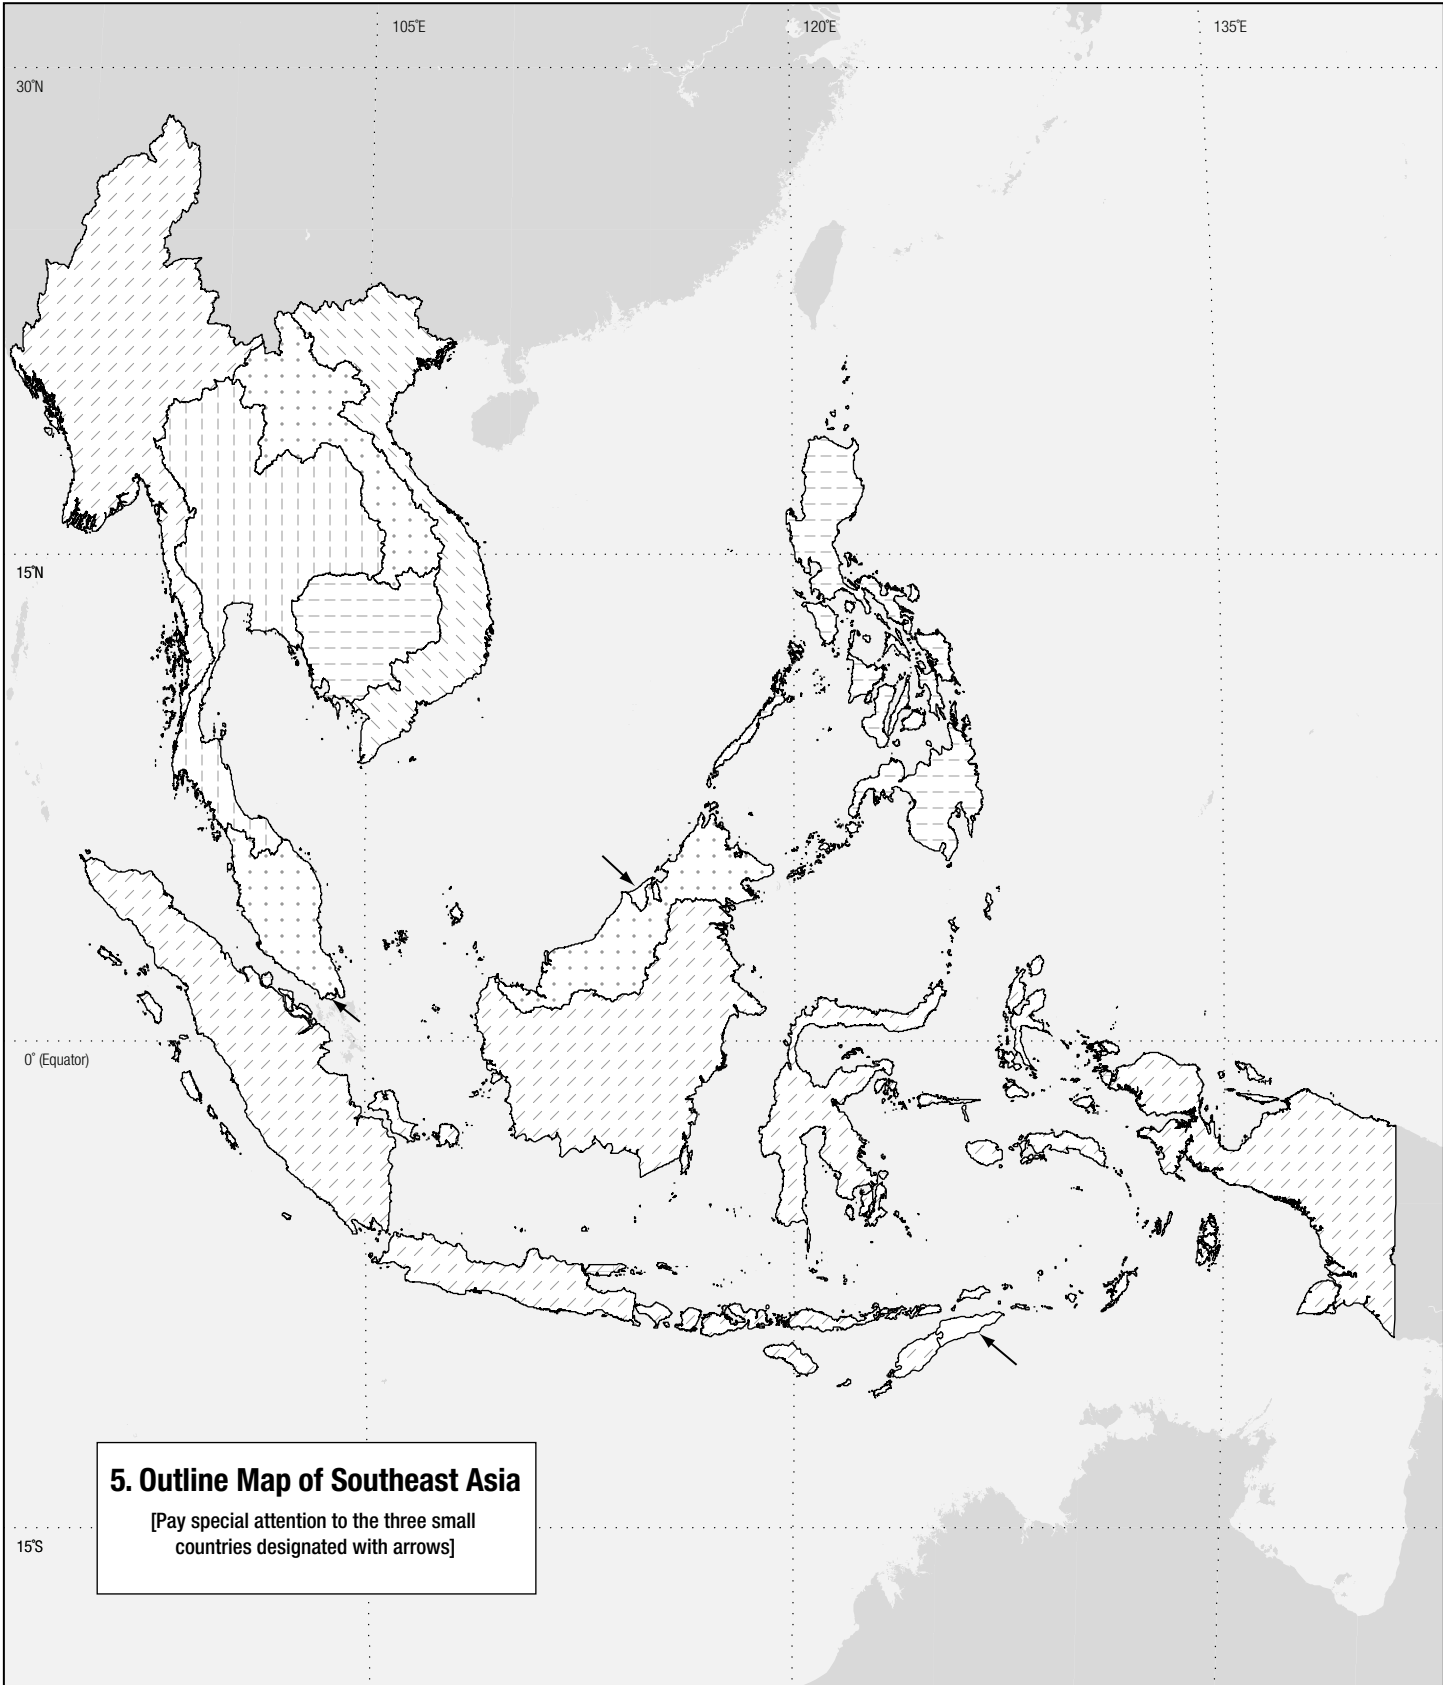 105°E
120°E
135°E
30°N
15°N
0° (Equator)
15°S
5. Outline Map of Southeast Asia
[Pay special attention to the three small
countries designated with arrows]